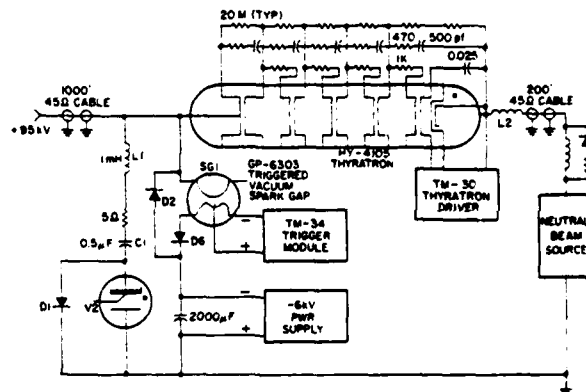 20 M (TYP)
470
500 pf
1K
0.025
1000'
45Ω CABLE
+95kV
200'
45Ω CABLE
L2
HY-4105
THYRATRON
1mH
L1
GP-6303
TRIGGERED
VACUUM
SPARK GAP
SG1
D2
TM-30
THYRATRON
DRIVER
5Ω
D6
TM-34
TRIGGER
MODULE
NEUTRAL
BEAM
SOURCE
0.5μF
C1
D1
V2
2000μF
-6kV
PWR
SUPPLY